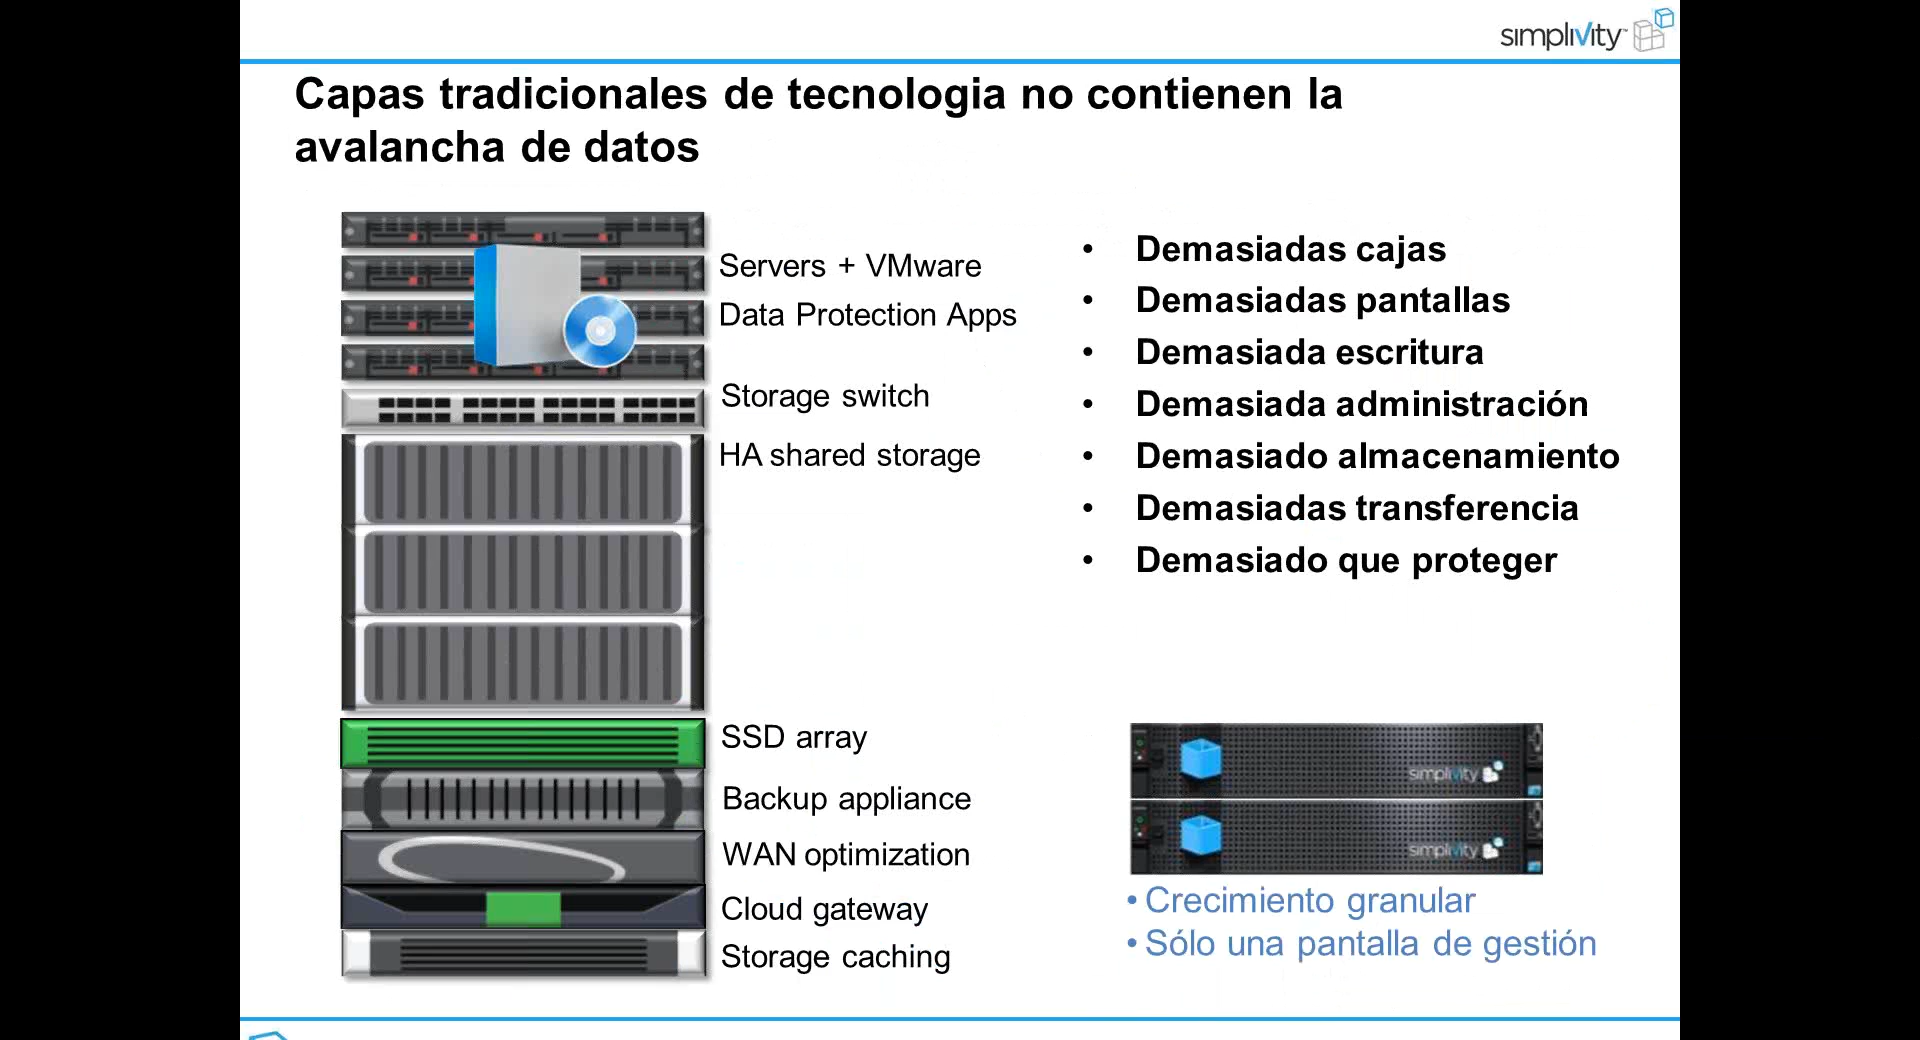 simplivity
Capas tradicionales de tecnologia no contienen la
avalancha de datos
Servers + VMware
Data Protection Apps
Storage switch
HA shared storage
SSD array
Backup appliance
WAN optimization
Cloud gateway
Storage caching
• Demasiadas cajas
• Demasiadas pantallas
• Demasiada escritura
• Demasiada administración
• Demasiado almacenamiento
• Demasiadas transferencia
• Demasiado que proteger
simplivity
simplivity
• Crecimiento granular
• Sólo una pantalla de gestión